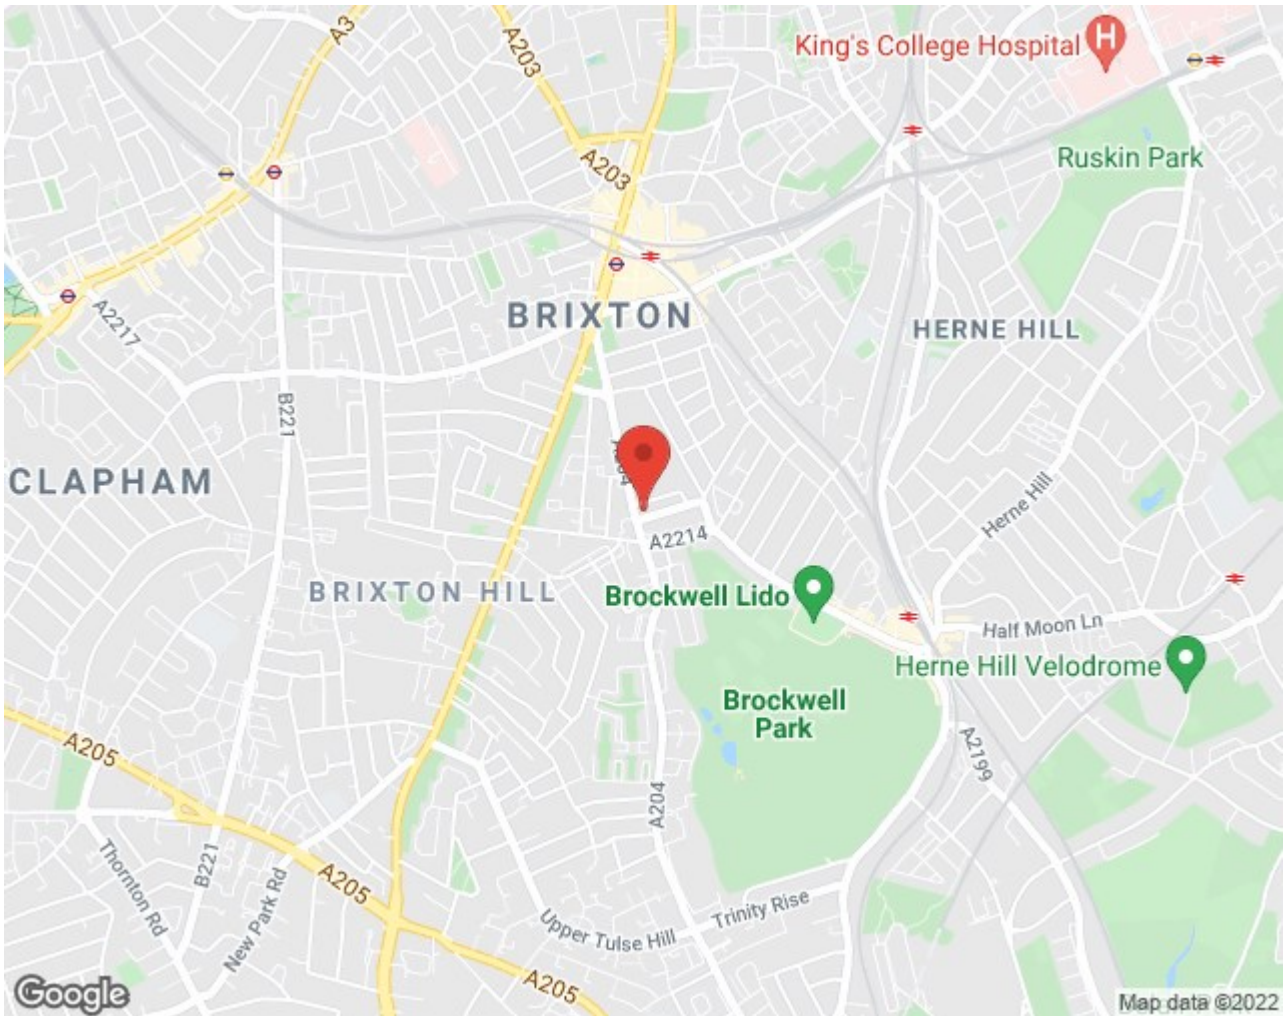 A3
A203
King's College Hospital
H
A203
Ruskin Park
BRIXTON
HERNE HILL
A2217
B221
CLAPHAM
A204
Herne Hill
A2214
BRIXTON HILL
Brockwell Lido
Half Moon Ln
Herne Hill Velodrome
Brockwell
Park
A205
A2199
A204
Thornton Rd
B221
New Park Rd
A205
Trinity Rise
Upper Tulse Hill
A205
Google
Map data ©2022